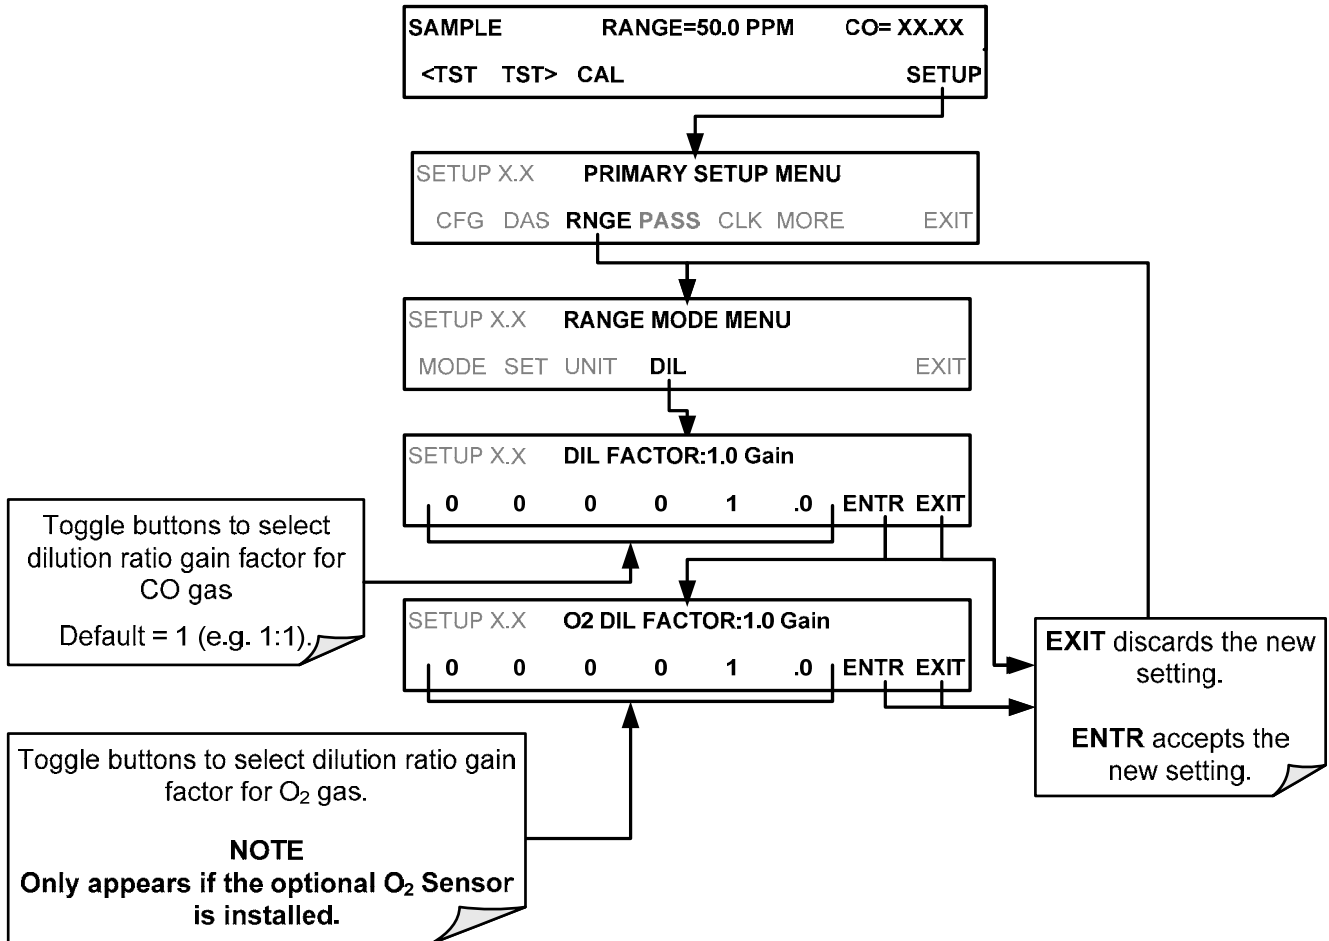 SAMPLE RANGE=50.0 PPM CO= XX.XX
<TST TST> CAL SETUP
SETUP X.X PRIMARY SETUP MENU
CFG DAS RNGE PASS CLK MORE EXIT
SETUP X.X RANGE MODE MENU
MODE SET UNIT DIL EXIT
SETUP X.X DIL FACTOR:1.0 Gain
0 0 0 0 1 .0 ENTR EXIT
Toggle buttons to select
dilution ratio gain factor for
CO gas
Default = 1 (e.g. 1:1).
SETUP X.X O2 DIL FACTOR:1.0 Gain
0 0 0 0 1 .0 ENTR EXIT
EXIT discards the new
setting.
ENTR accepts the
new setting.
Toggle buttons to select dilution ratio gain
factor for O₂ gas.
NOTE
Only appears if the optional O₂ Sensor
is installed.